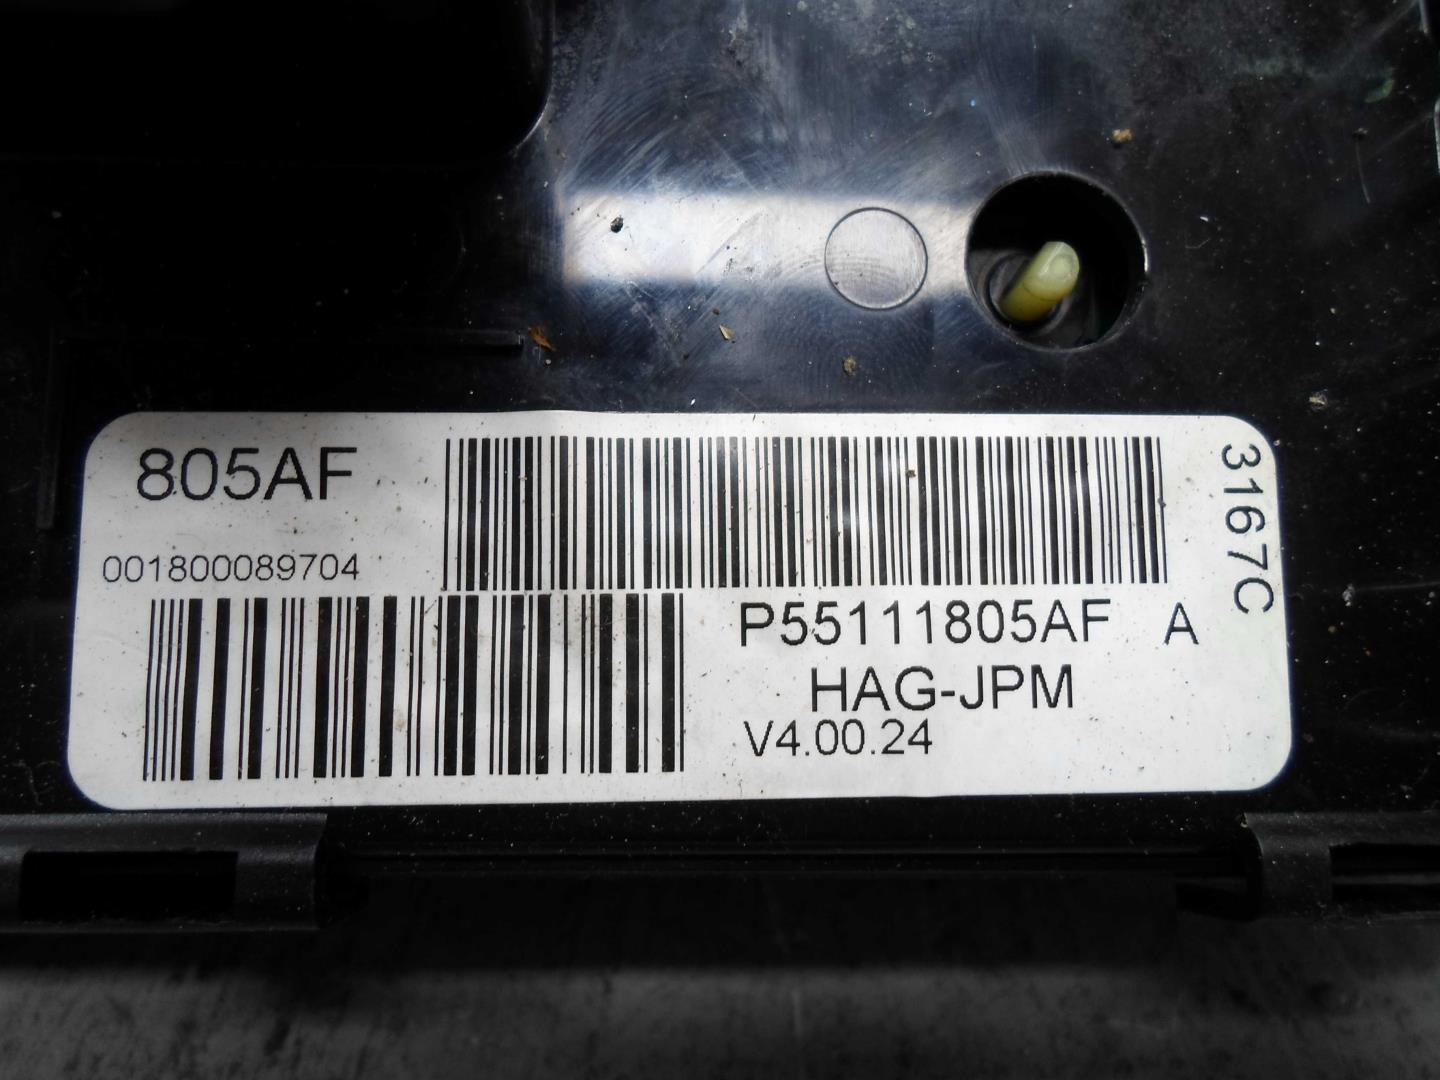 805AF
001800089704
P55111805AF A
HAG-JPM
V4.00.24
3167C